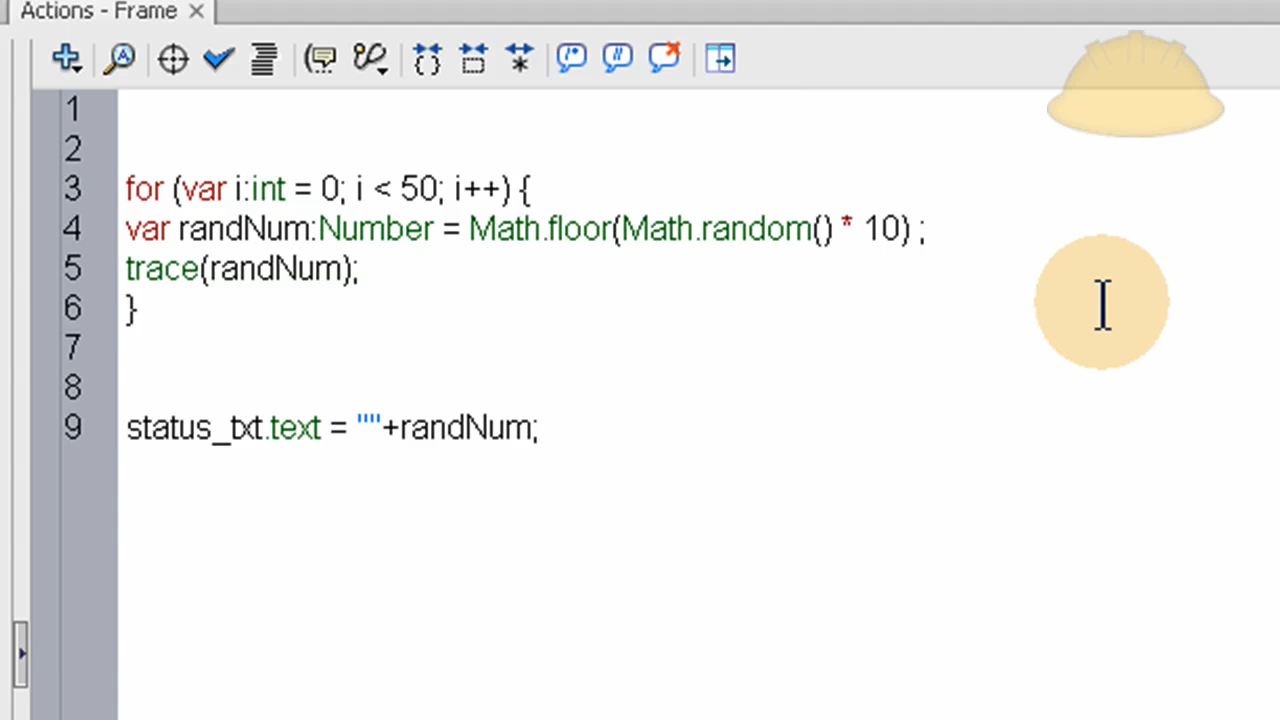 Actions - Frame
1
2
3 for (var i:int = 0; i < 50; i++) {
4 var randNum:Number = Math.floor(Math.random() * 10) ;
5 trace(randNum);
6 }
7
8
9 status_txt.text = ""+randNum;